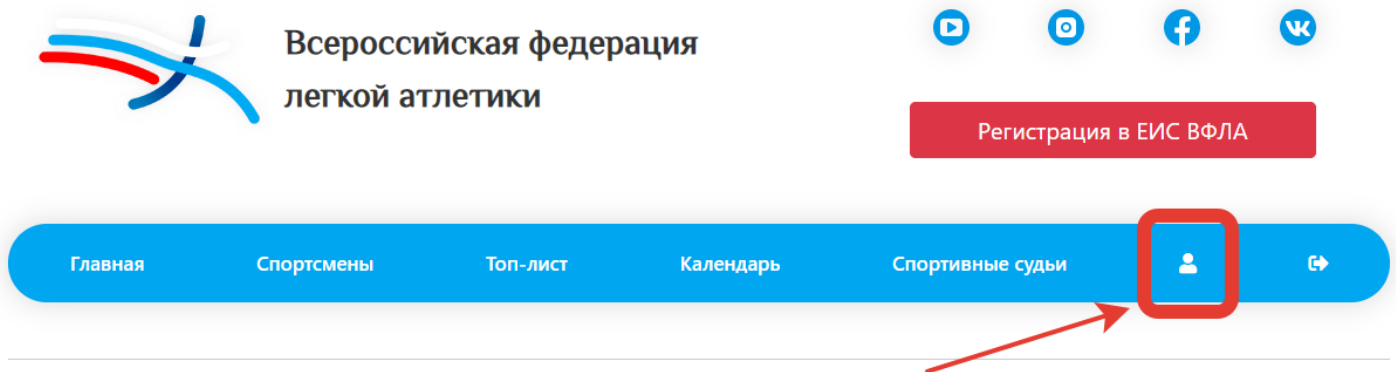 Всероссийская федерация
легкой атлетики
Регистрация в ЕИС ВФЛА
Главная
Спортсмены
Топ-лист
Календарь
Спортивные судьи